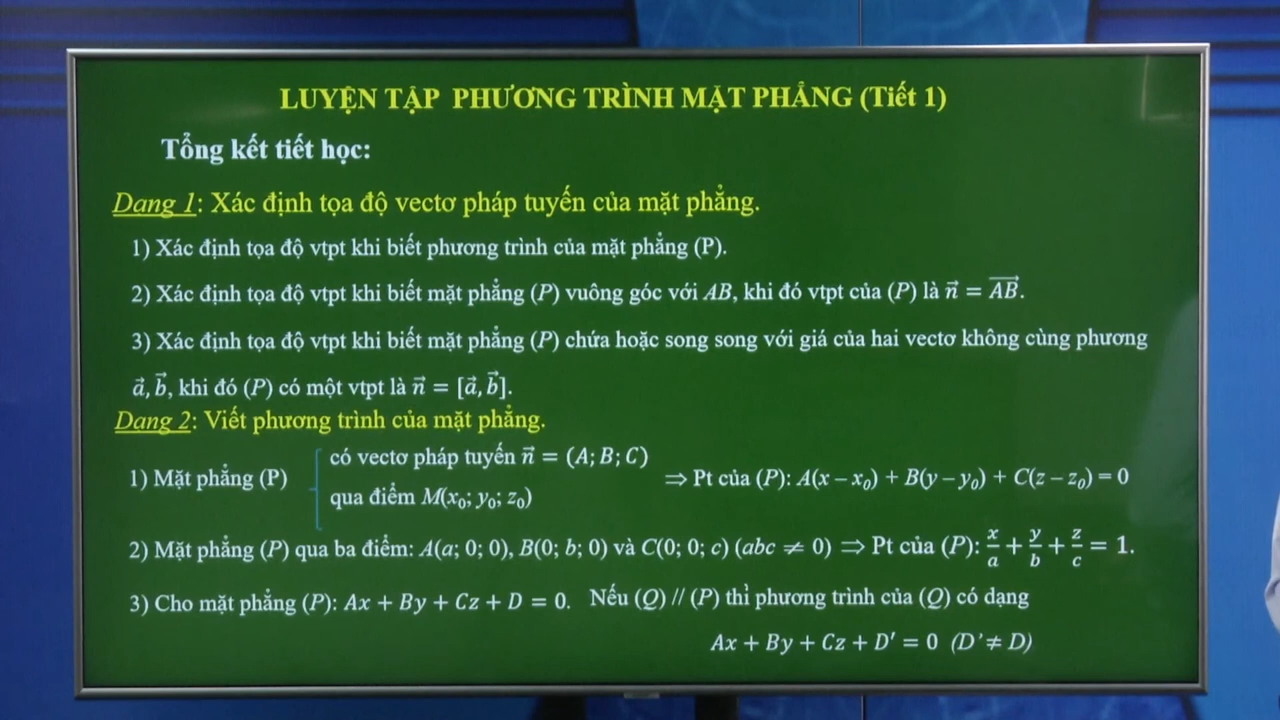 LUYỆN TẬP PHƯƠNG TRÌNH MẶT PHẲNG (Tiết 1)
Tổng kết tiết học:
Dạng 1: Xác định tọa độ vectơ pháp tuyến của mặt phẳng.
1) Xác định tọa độ vtpt khi biết phương trình của mặt phẳng (P).
2) Xác định tọa độ vtpt khi biết mặt phẳng (P) vuông góc với AB, khi đó vtpt của (P) là n⃗ = A͞B⃗.
3) Xác định tọa độ vtpt khi biết mặt phẳng (P) chứa hoặc song song với giá của hai vectơ không cùng phương
a⃗, b⃗, khi đó (P) có một vtpt là n⃗ = [a⃗, b⃗].
Dạng 2: Viết phương trình của mặt phẳng.
1) Mặt phẳng (P) có vectơ pháp tuyến n⃗ = (A; B; C)
qua điểm M(x₀; y₀; z₀)
⇒ Pt của (P): A(x – x₀) + B(y – y₀) + C(z – z₀) = 0
2) Mặt phẳng (P) qua ba điểm: A(a; 0; 0), B(0; b; 0) và C(0; 0; c) (abc ≠ 0) ⇒ Pt của (P): x/a + y/b + z/c = 1.
3) Cho mặt phẳng (P): Ax + By + Cz + D = 0. Nếu (Q) // (P) thì phương trình của (Q) có dạng
Ax + By + Cz + D′ = 0 (D’ ≠ D)